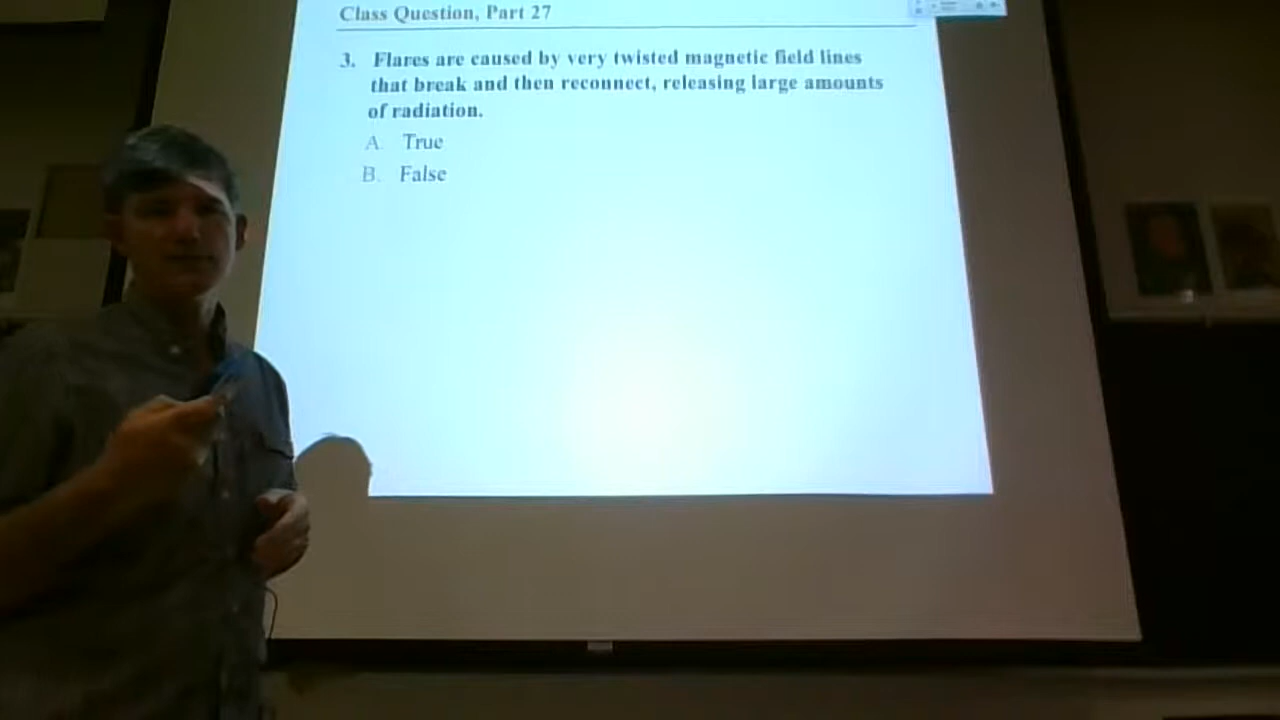 Class Question, Part 27
3. Flares are caused by very twisted magnetic field lines
that break and then reconnect, releasing large amounts
of radiation.
A. True
B. False